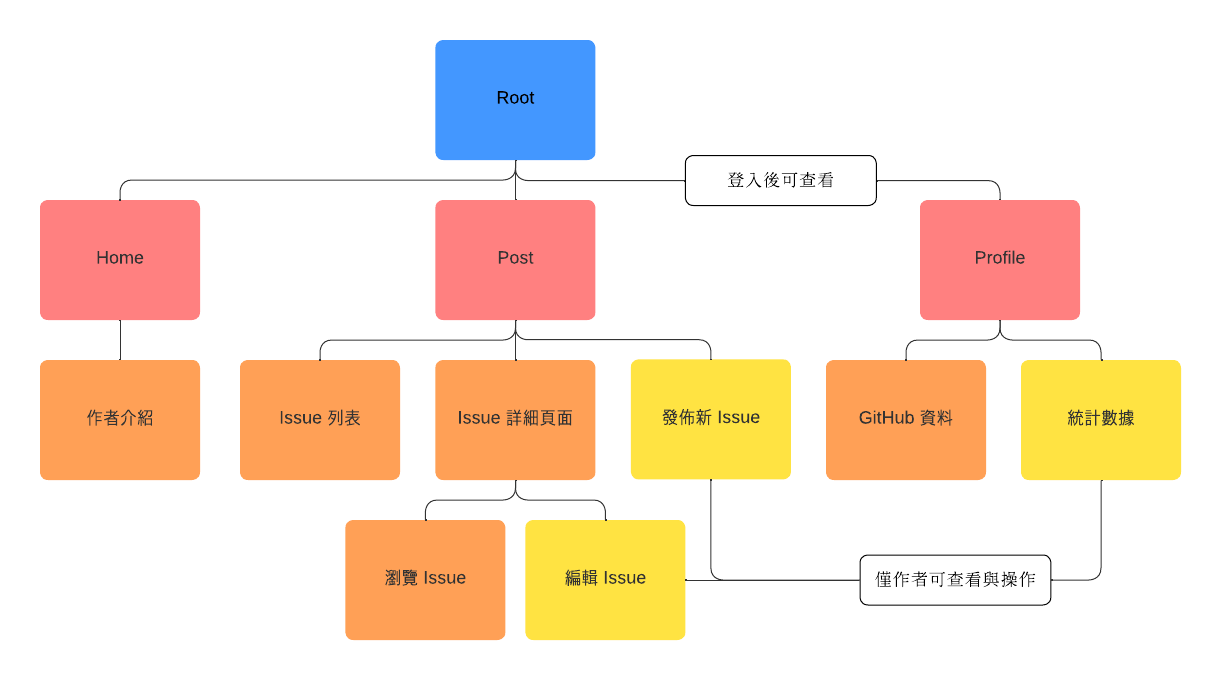 Root
登入後可查看
Home
Post
Profile
作者介紹
Issue 列表
Issue 詳細頁面
發佈新 Issue
GitHub 資料
統計數據
瀏覽 Issue
編輯 Issue
僅作者可查看與操作